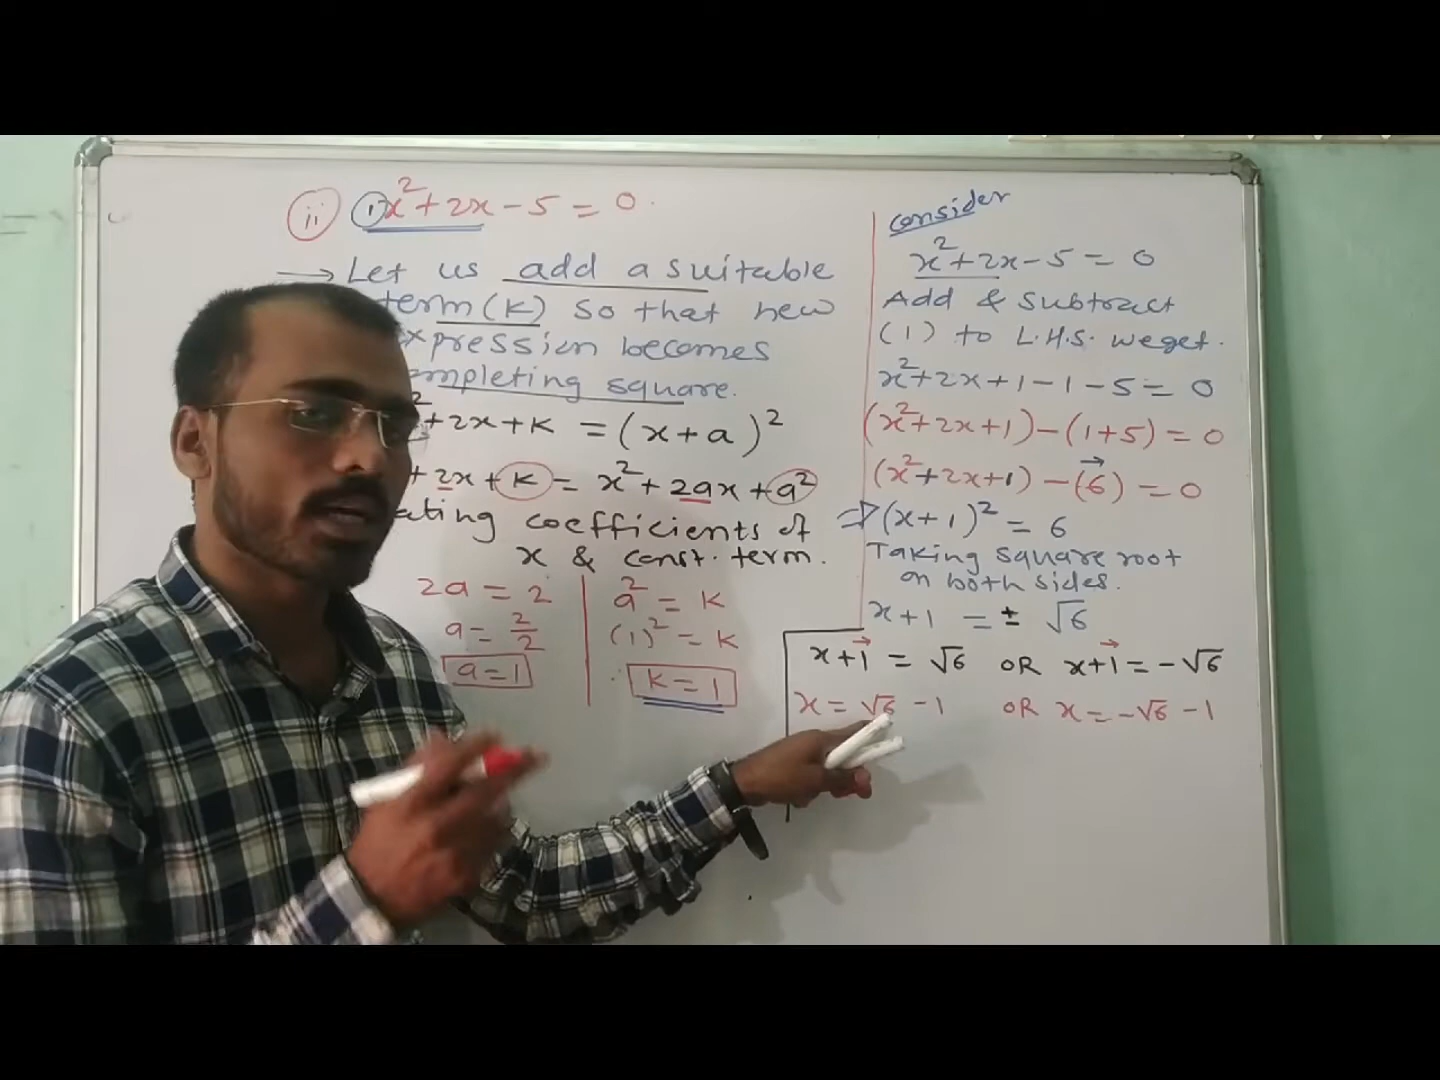 ii ① x² + 2x - 5 = 0.
→ Let us add a suitable
term (k) so that new
xpression becomes
mpleting square.
² + 2x + k = (x + a)²
+ 2x + k = x² + 2ax + a²
ating coefficients of
x & const. term.
2a = 2
a = 2/2
a = 1
a² = k
(1)² = k
k = 1
consider
x² + 2x - 5 = 0
Add & subtract
(1) to L.H.S. we get.
x² + 2x + 1 - 1 - 5 = 0
(x² + 2x + 1) - (1 + 5) = 0
(x² + 2x + 1) - (6) = 0
⇒ (x + 1)² = 6
Taking square root
on both sides.
x + 1 = ± √6
x + 1 = √6 OR x + 1 = -√6
x = √6 - 1 OR x = -√6 - 1